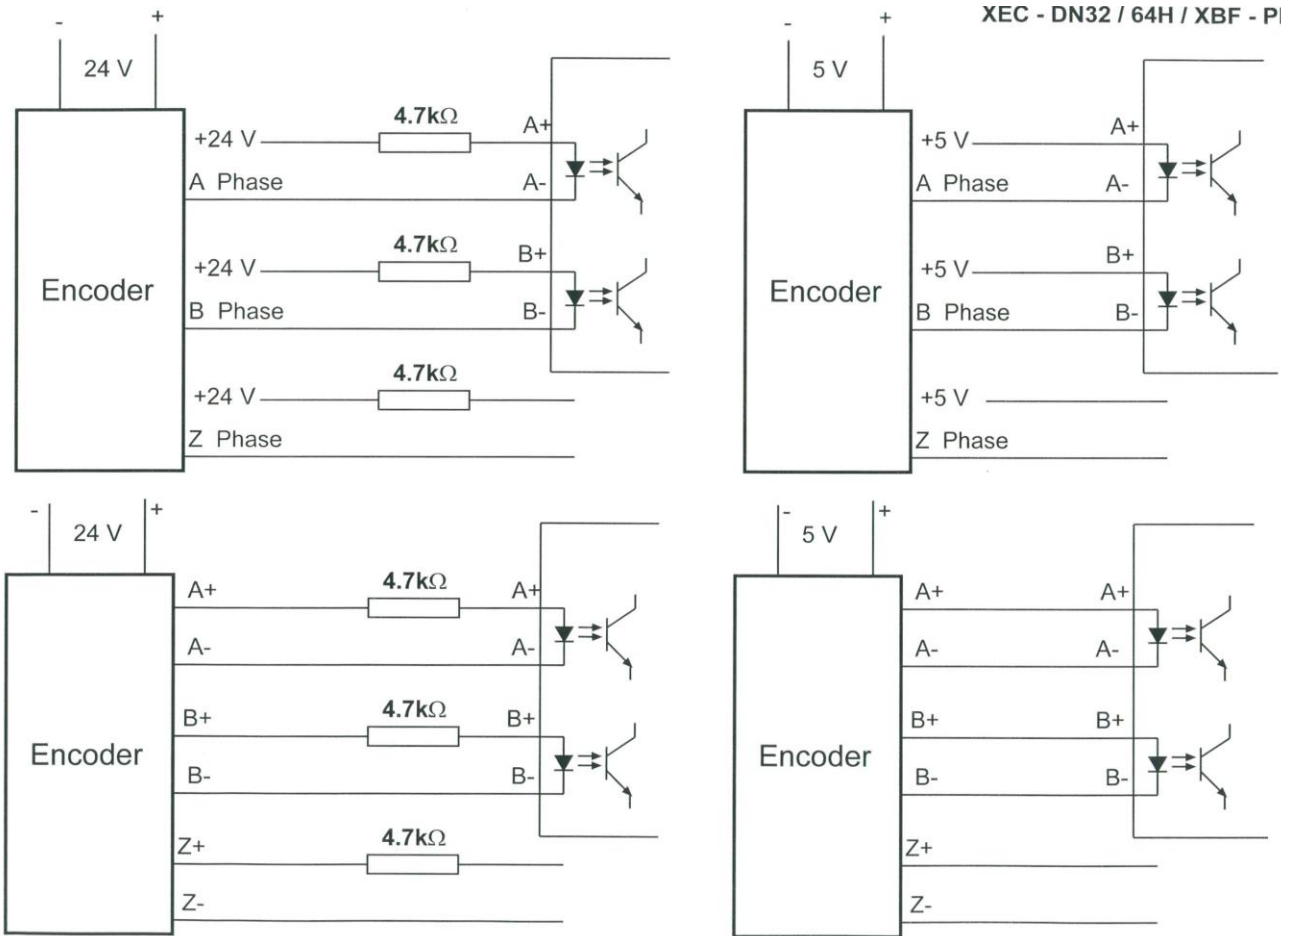 XEC - DN32 / 64H / XBF -
- +
24 V
4.7kΩ
+24 V
A+
A Phase
A-
4.7kΩ
+24 V
B+
Encoder
B Phase
B-
4.7kΩ
+24 V
Z Phase
- +
5 V
+5 V
A+
A Phase
A-
+5 V
B+
Encoder
B Phase
B-
+5 V
Z Phase
- +
24 V
4.7kΩ
A+
A+
A-
A-
4.7kΩ
B+
B+
Encoder
B-
B-
4.7kΩ
Z+
Z-
- +
5 V
A+
A+
A-
A-
B+
B+
Encoder
B-
B-
Z+
Z-